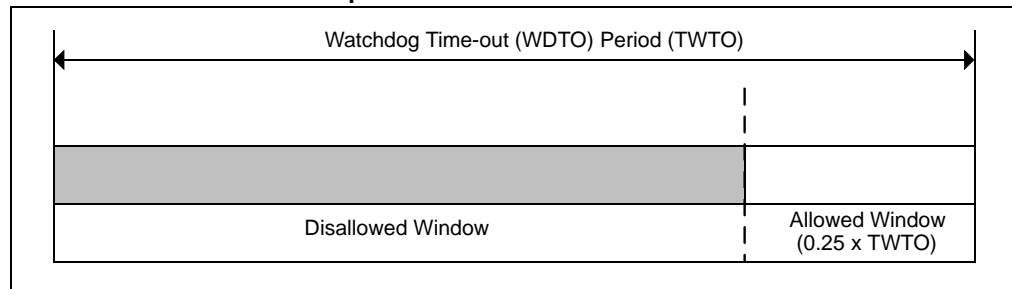 Watchdog Time-out (WDTO) Period (TWTO)
Disallowed Window
Allowed Window
(0.25 x TWTO)